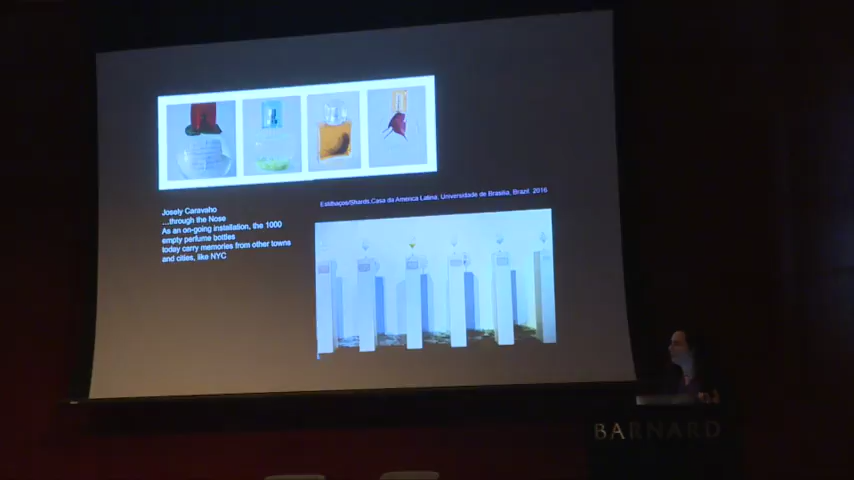 Josely Caravalho
...through the Nose
As an on-going installation, the 1000
empty perfume bottles
today carry memories from other towns
and cities, like NYC
Estilhaços/Shards.Casa da America Latina, Universidade de Brasilia, Brazil. 2016
BARNARD